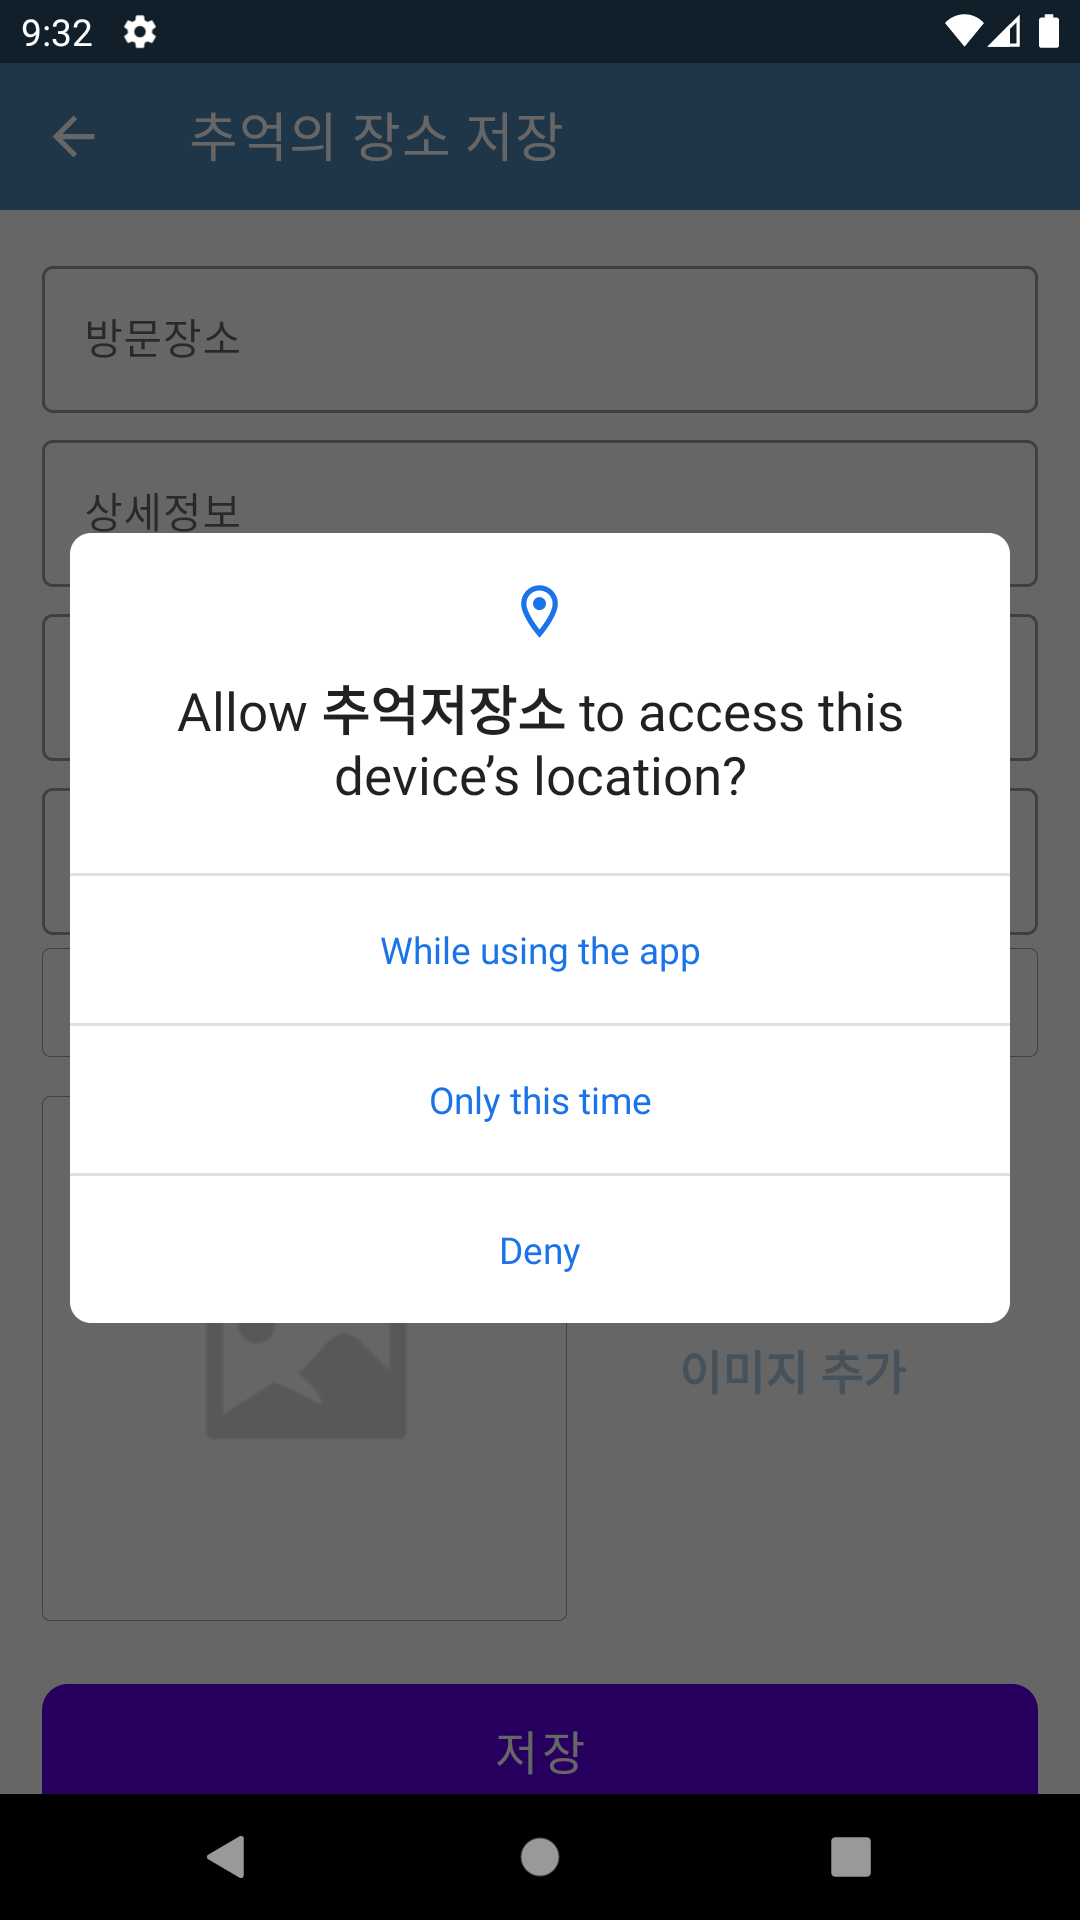 9:32
추억의 장소 저장
방문장소
상세정보
Allow 추억저장소 to access this
device’s location?
While using the app
Only this time
Deny
이미지 추가
저장